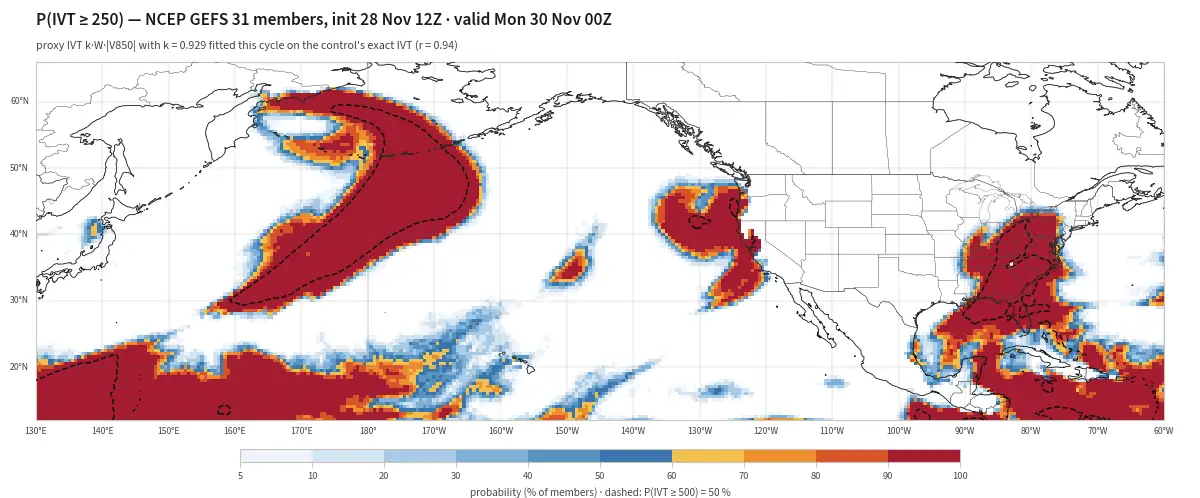 P(IVT ≥ 250) — NCEP GEFS 31 members, init 28 Nov 12Z · valid Mon 30 Nov 00Z
proxy IVT k·W·|V850| with k = 0.929 fitted this cycle on the control's exact IVT (r = 0.94)
60°N
50°N
40°N
30°N
20°N
130°E 140°E 150°E 160°E 170°E 180° 170°W 160°W 150°W 140°W 130°W 120°W 110°W 100°W 90°W 80°W 70°W 60°W
5 10 20 30 40 50 60 70 80 90 100
probability (% of members) · dashed: P(IVT ≥ 500) = 50 %